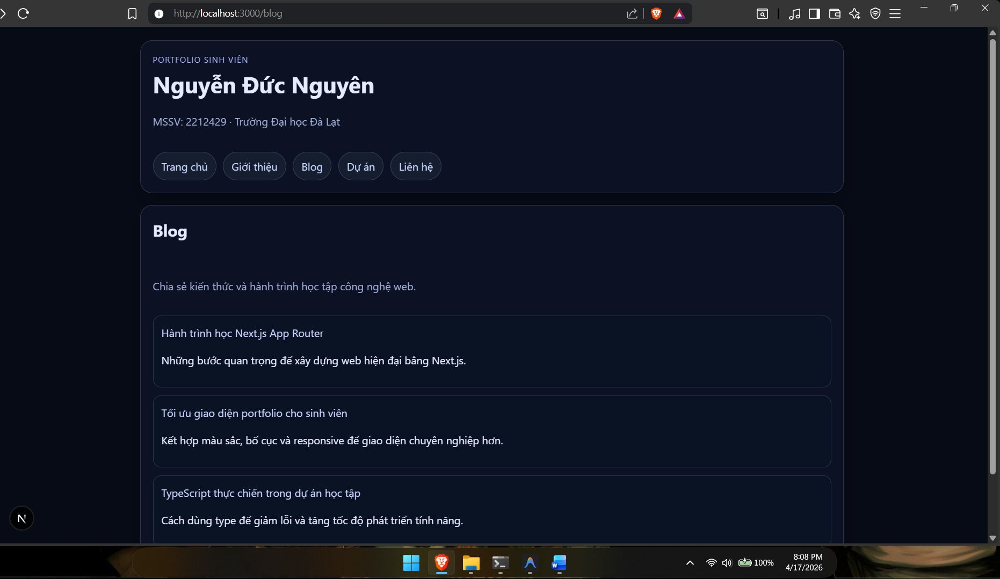 http://localhost:3000/blog
PORTFOLIO SINH VIÊN
Nguyễn Đức Nguyên
MSSV: 2212429 · Trường Đại học Đà Lạt
Trang chủ
Giới thiệu
Blog
Dự án
Liên hệ
Blog
Chia sẻ kiến thức và hành trình học tập công nghệ web.
Hành trình học Next.js App Router
Những bước quan trọng để xây dựng web hiện đại bằng Next.js.
Tối ưu giao diện portfolio cho sinh viên
Kết hợp màu sắc, bố cục và responsive để giao diện chuyên nghiệp hơn.
TypeScript thực chiến trong dự án học tập
Cách dùng type để giảm lỗi và tăng tốc độ phát triển tính năng.
N
W
100%
8:08 PM
4/17/2026